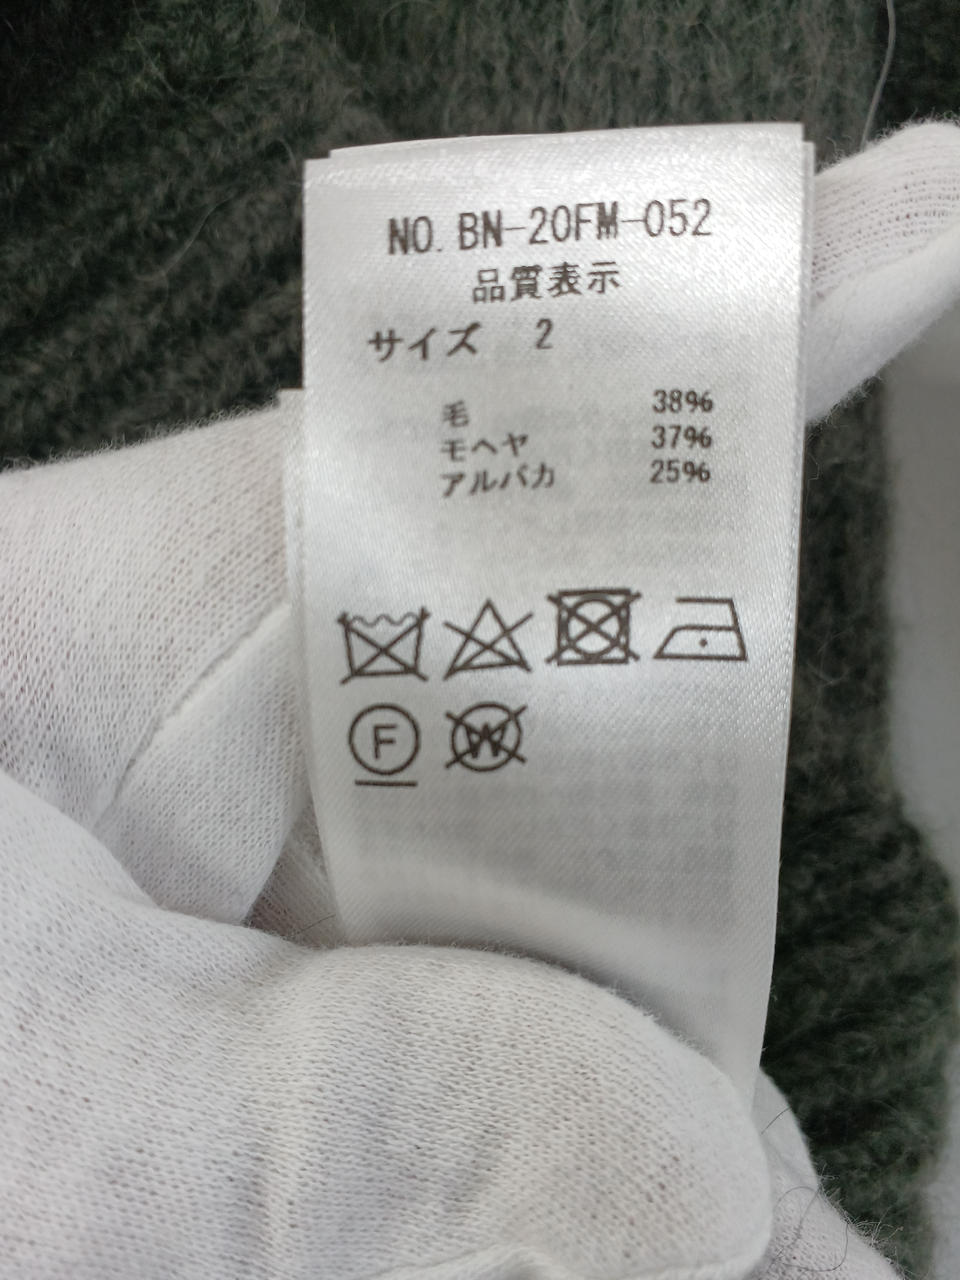 NO. BN-20FM-052
品質表示
サイズ 2
毛 38%
モヘヤ 37%
アルパカ 25%
F W